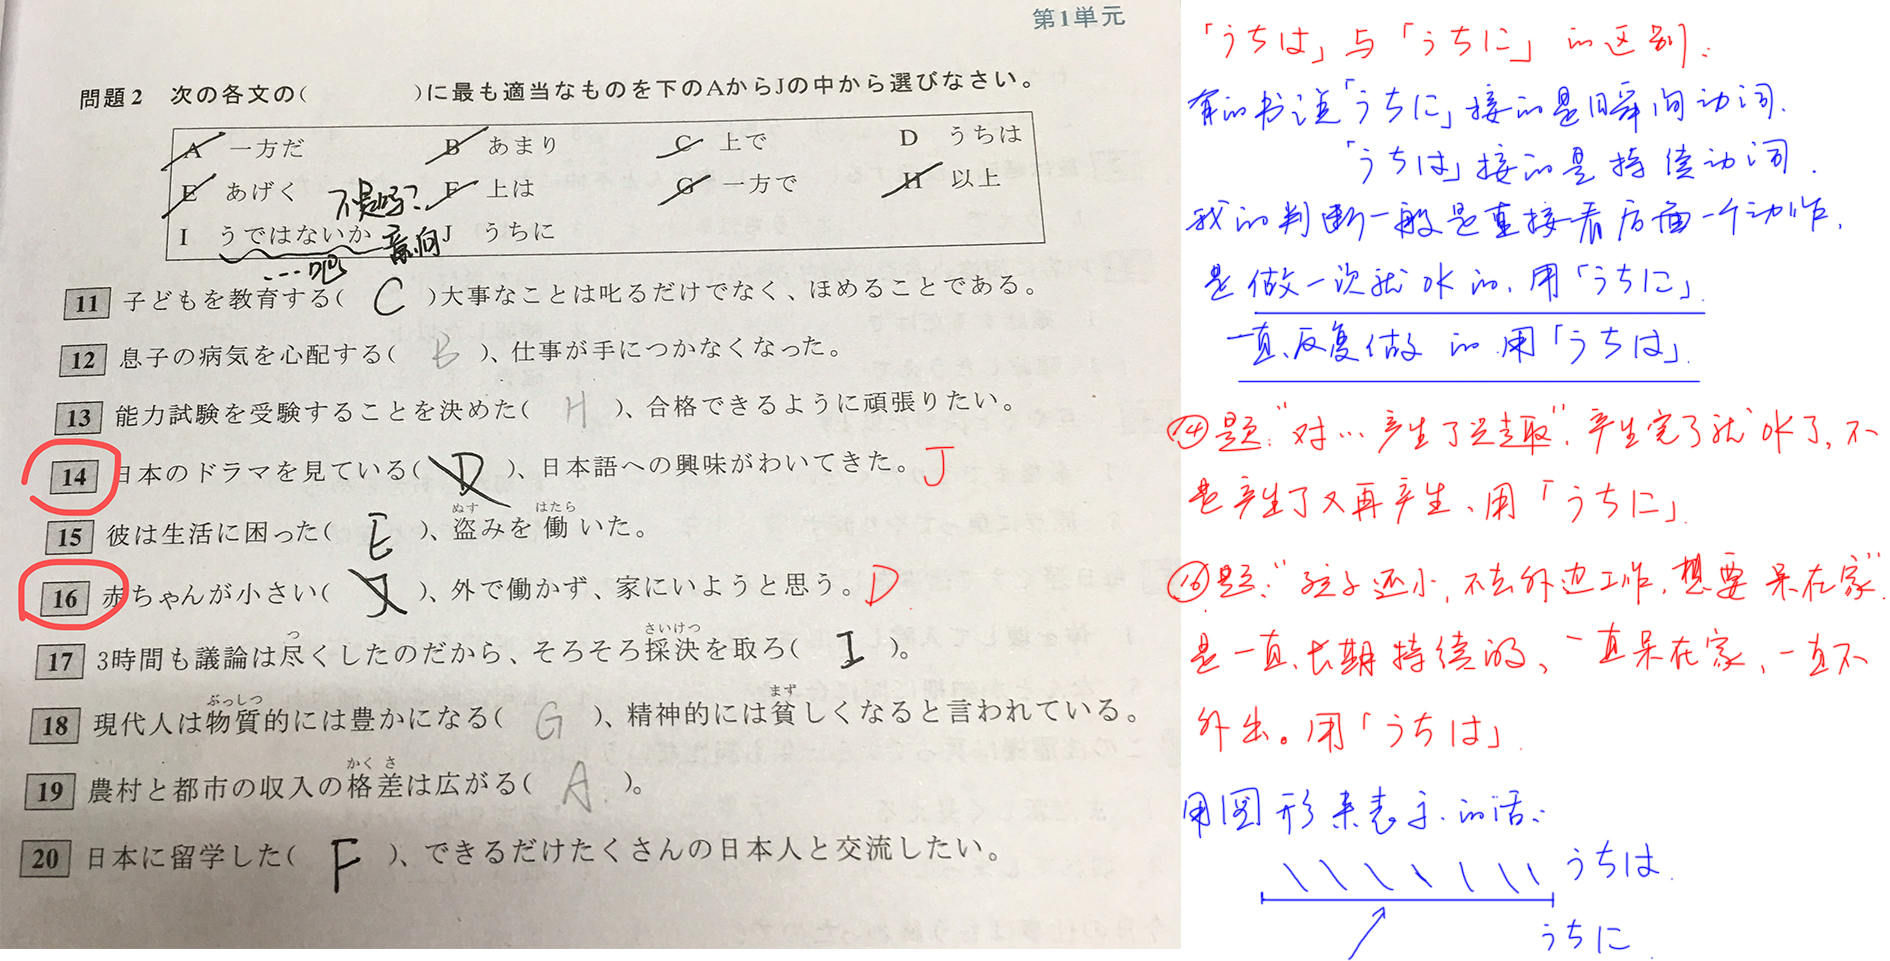 第1単元
問題2 次の各文の( )に最も適当なものを下のAからJの中から選びなさい。
A 一方だ B あまり C 上で D うちは
E あげく 不是吗? F 上は G 一方で H 以上
I うではないか 意向 J うちに
...吧
11 子どもを教育する( C )大事なことは叱るだけでなく、ほめることである。
12 息子の病気を心配する( B )、仕事が手につかなくなった。
13 能力試験を受験することを決めた( H )、合格できるように頑張りたい。
14 日本のドラマを見ている( D )、日本語への興味がわいてきた。 J
ぬす はたら
15 彼は生活に困った( E )、盗みを働いた。
16 赤ちゃんが小さい( J )、外で働かず、家にいようと思う。 D
つ さいけつ
17 3時間も議論は尽くしたのだから、そろそろ採決を取ろ( I )。
ぶっしつ まず
18 現代人は物質的には豊かになる( G )、精神的には貧しくなると言われている。
かくさ
19 農村と都市の収入の格差は広がる( A )。
20 日本に留学した( F )、できるだけたくさんの日本人と交流したい。
「うちは」与「うちに」的区别.
有的书说「うちに」接的是瞬间动词.
「うちは」接的是持续动词.
我的判断一般是直接看后面一个动作.
是做一次就ok的.用「うちに」.
一直、反复做的.用「うちは」.
⑭题:"对…产生了兴趣".产生完了就ok了,不
是产生了又再产生、用「うちに」
⑯题:"孩子还小,不去外边工作,想要呆在家"
是一直、长期持续的、一直呆在家、一直不
外出。用「うちは」
用图形来表示的话:
うちは.
うちに.